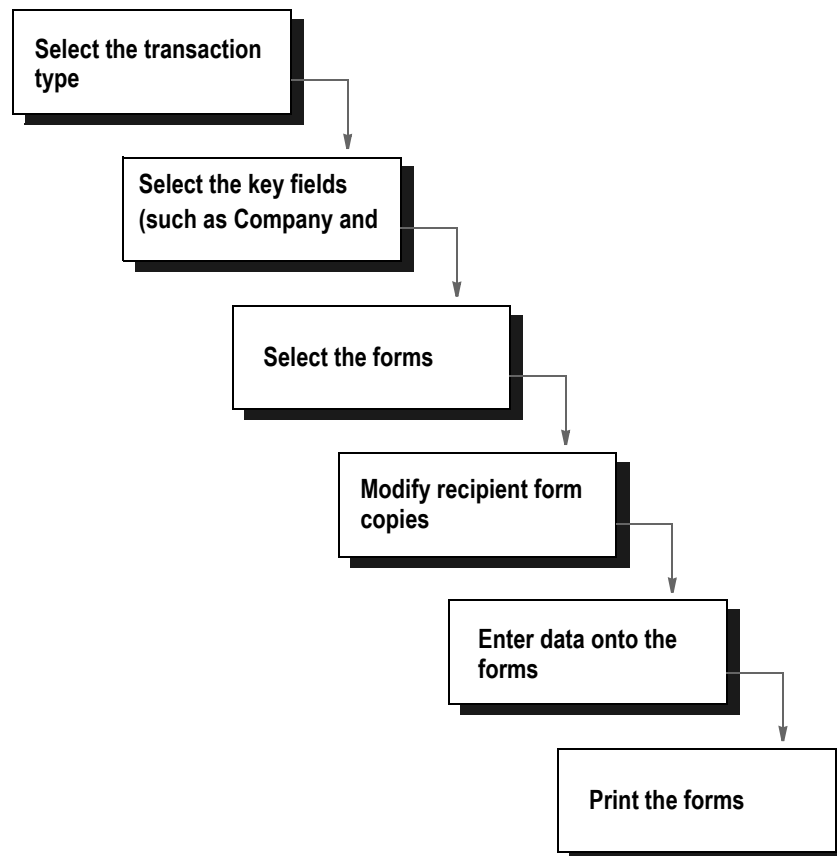 Select the transaction
type
Select the key fields
(such as Company and
Select the forms
Modify recipient form
copies
Enter data onto the
forms
Print the forms